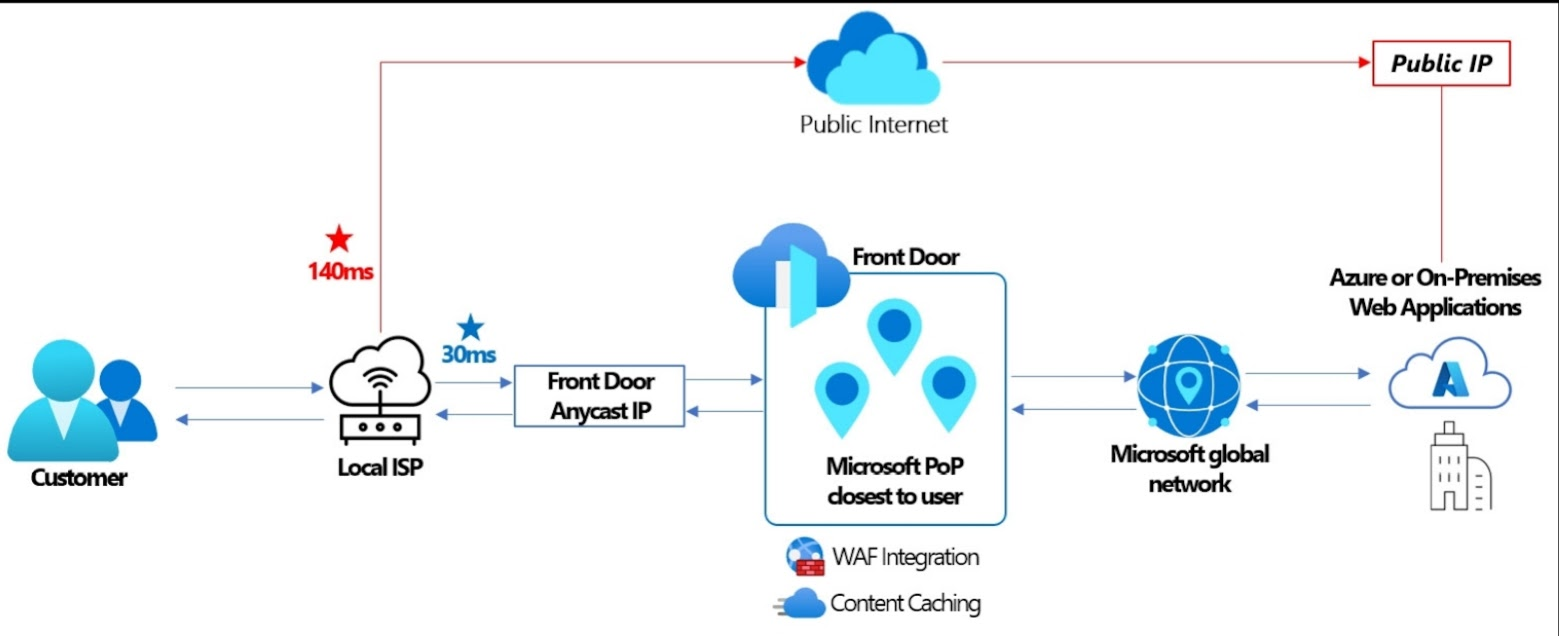 Public IP
Public Internet
140ms
30ms
Front Door
Azure or On-Premises
Web Applications
Front Door
Anycast IP
Customer
Local ISP
Microsoft PoP
closest to user
Microsoft global
network
WAF Integration
Content Caching